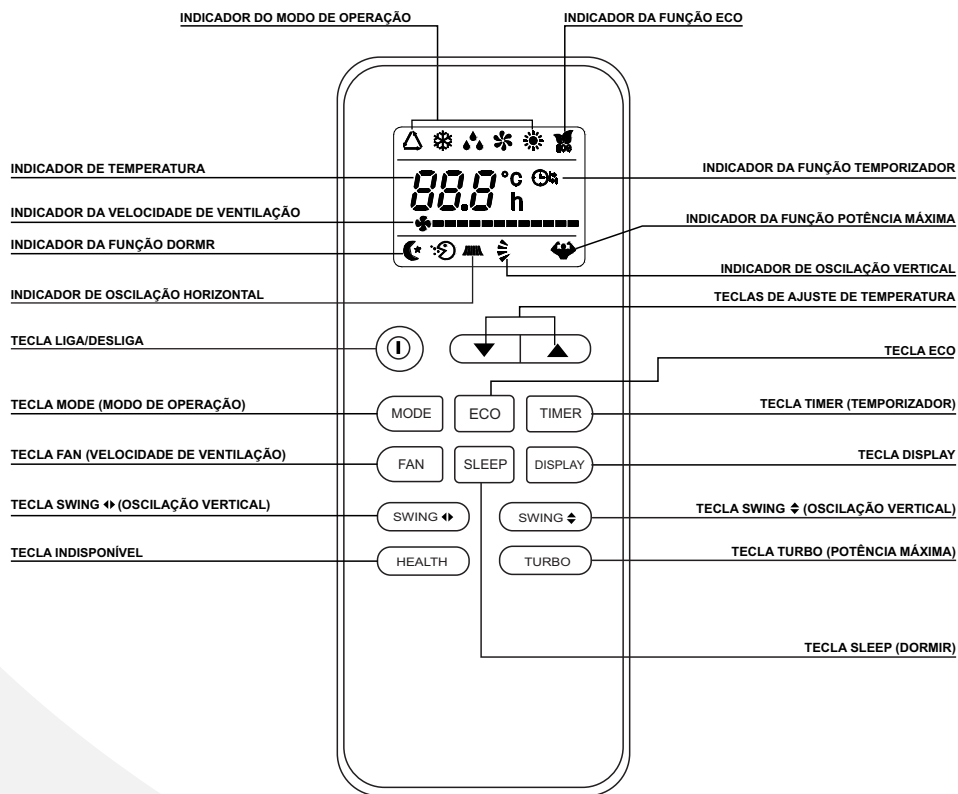 INDICADOR DO MODO DE OPERAÇÃO
INDICADOR DA FUNÇÃO ECO
ECO
INDICADOR DE TEMPERATURA
88.8 °C
h
INDICADOR DA FUNÇÃO TEMPORIZADOR
INDICADOR DA VELOCIDADE DE VENTILAÇÃO
INDICADOR DA FUNÇÃO POTÊNCIA MÁXIMA
INDICADOR DA FUNÇÃO DORMR
INDICADOR DE OSCILAÇÃO VERTICAL
INDICADOR DE OSCILAÇÃO HORIZONTAL
TECLAS DE AJUSTE DE TEMPERATURA
TECLA LIGA/DESLIGA
TECLA ECO
TECLA MODE (MODO DE OPERAÇÃO)
MODE
ECO
TIMER
TECLA TIMER (TEMPORIZADOR)
TECLA FAN (VELOCIDADE DE VENTILAÇÃO)
FAN
SLEEP
DISPLAY
TECLA DISPLAY
TECLA SWING (OSCILAÇÃO VERTICAL)
SWING
SWING
TECLA SWING (OSCILAÇÃO VERTICAL)
TECLA INDISPONÍVEL
HEALTH
TURBO
TECLA TURBO (POTÊNCIA MÁXIMA)
TECLA SLEEP (DORMIR)